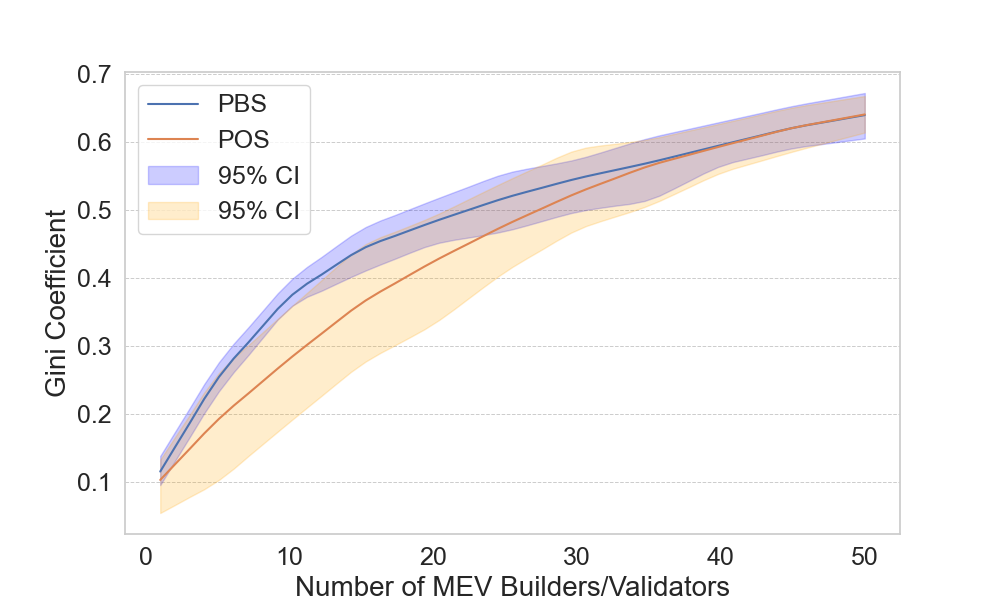 0.7
0.6
0.5
0.4
0.3
0.2
0.1
Gini Coefficient
PBS
POS
95% CI
95% CI
0 10 20 30 40 50
Number of MEV Builders/Validators